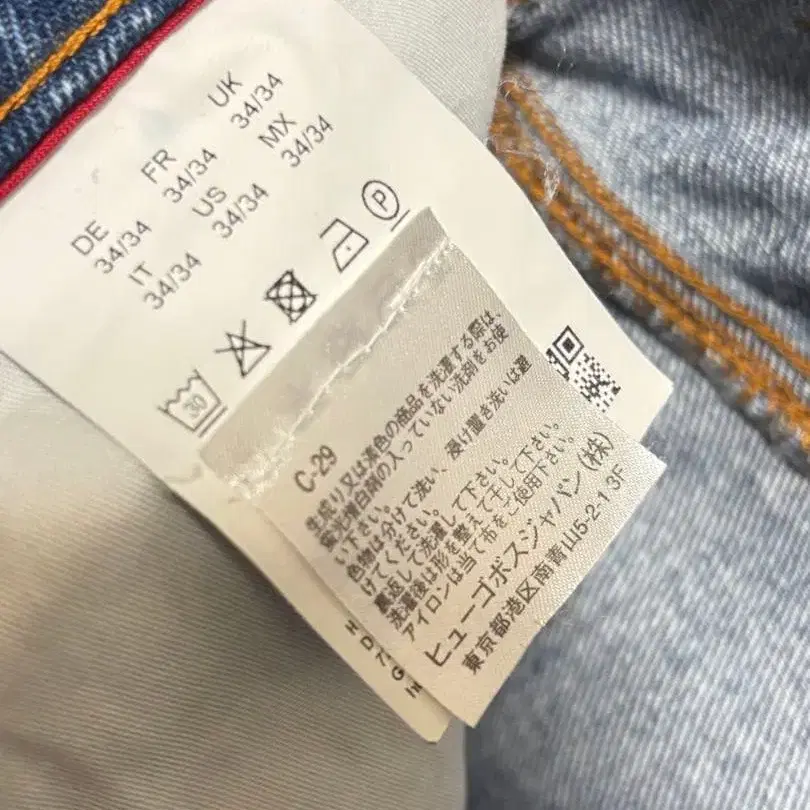 DE
34/34
FR
34/34
UK
34/34
IT
34/34
US
34/34
MX
34/34
30
P
C-29
生成り又は淡色の商品を洗濯する際は、
蛍光増白剤の入っていない洗剤をお使
い下さい。
色物は分けて洗い、浸け置き洗いは避
けてください。
裏返して洗濯して下さい。
洗濯後は形を整えて干して下さい。
アイロンは当て布をご使用下さい。
ヒューゴボスジャパン(株)
東京都港区南青山5-2-1 3F
H
D
7
G